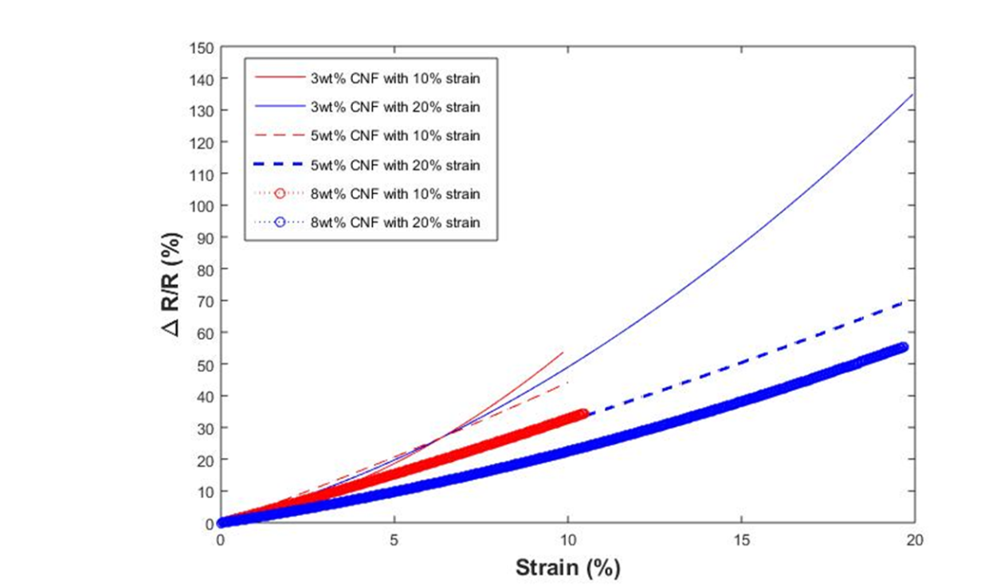 150
140
130
120
110
100
90
80
70
60
50
40
30
20
10
0
Δ R/R (%)
3wt% CNF with 10% strain
3wt% CNF with 20% strain
5wt% CNF with 10% strain
5wt% CNF with 20% strain
8wt% CNF with 10% strain
8wt% CNF with 20% strain
0 5 10 15 20
Strain (%)